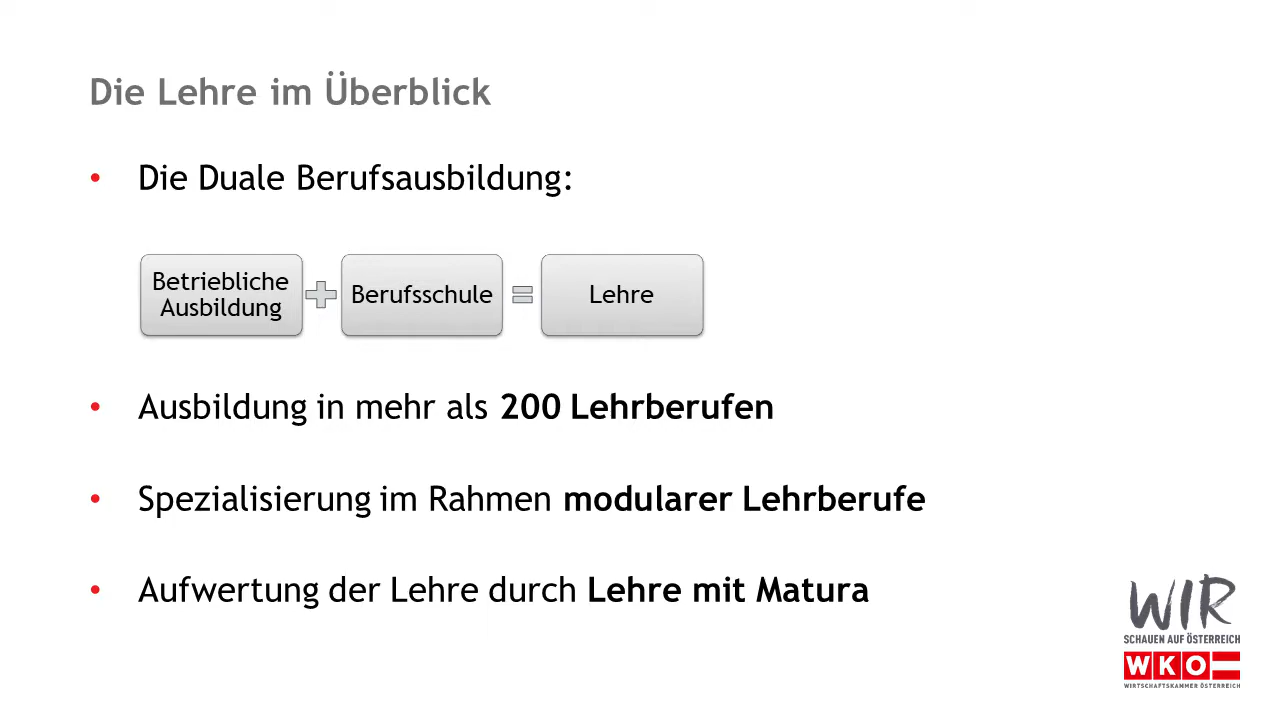 Die Lehre im Überblick
• Die Duale Berufsausbildung:
Betriebliche
Ausbildung
Berufsschule
Lehre
• Ausbildung in mehr als 200 Lehrberufen
• Spezialisierung im Rahmen modularer Lehrberufe
• Aufwertung der Lehre durch Lehre mit Matura
WIR
SCHAUEN AUF ÖSTERREICH
WKO
WIRTSCHAFTSKAMMER ÖSTERREICH